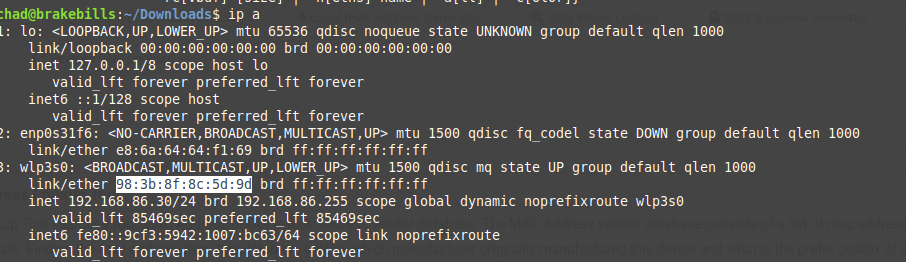 chad@brakebills:~/Downloads$ ip a
1: lo: <LOOPBACK,UP,LOWER_UP> mtu 65536 qdisc noqueue state UNKNOWN group default qlen 1000
link/loopback 00:00:00:00:00:00 brd 00:00:00:00:00:00
inet 127.0.0.1/8 scope host lo
valid_lft forever preferred_lft forever
inet6 ::1/128 scope host
valid_lft forever preferred_lft forever
2: enp0s31f6: <NO-CARRIER,BROADCAST,MULTICAST,UP> mtu 1500 qdisc fq_codel state DOWN group default qlen 1000
link/ether e8:6a:64:64:f1:69 brd ff:ff:ff:ff:ff:ff
3: wlp3s0: <BROADCAST,MULTICAST,UP,LOWER_UP> mtu 1500 qdisc mq state UP group default qlen 1000
link/ether 98:3b:8f:8c:5d:9d brd ff:ff:ff:ff:ff:ff
inet 192.168.86.30/24 brd 192.168.86.255 scope global dynamic noprefixroute wlp3s0
valid_lft 85469sec preferred_lft 85469sec
inet6 fe80::9cf3:5942:1007:bc63/64 scope link noprefixroute
valid_lft forever preferred_lft forever